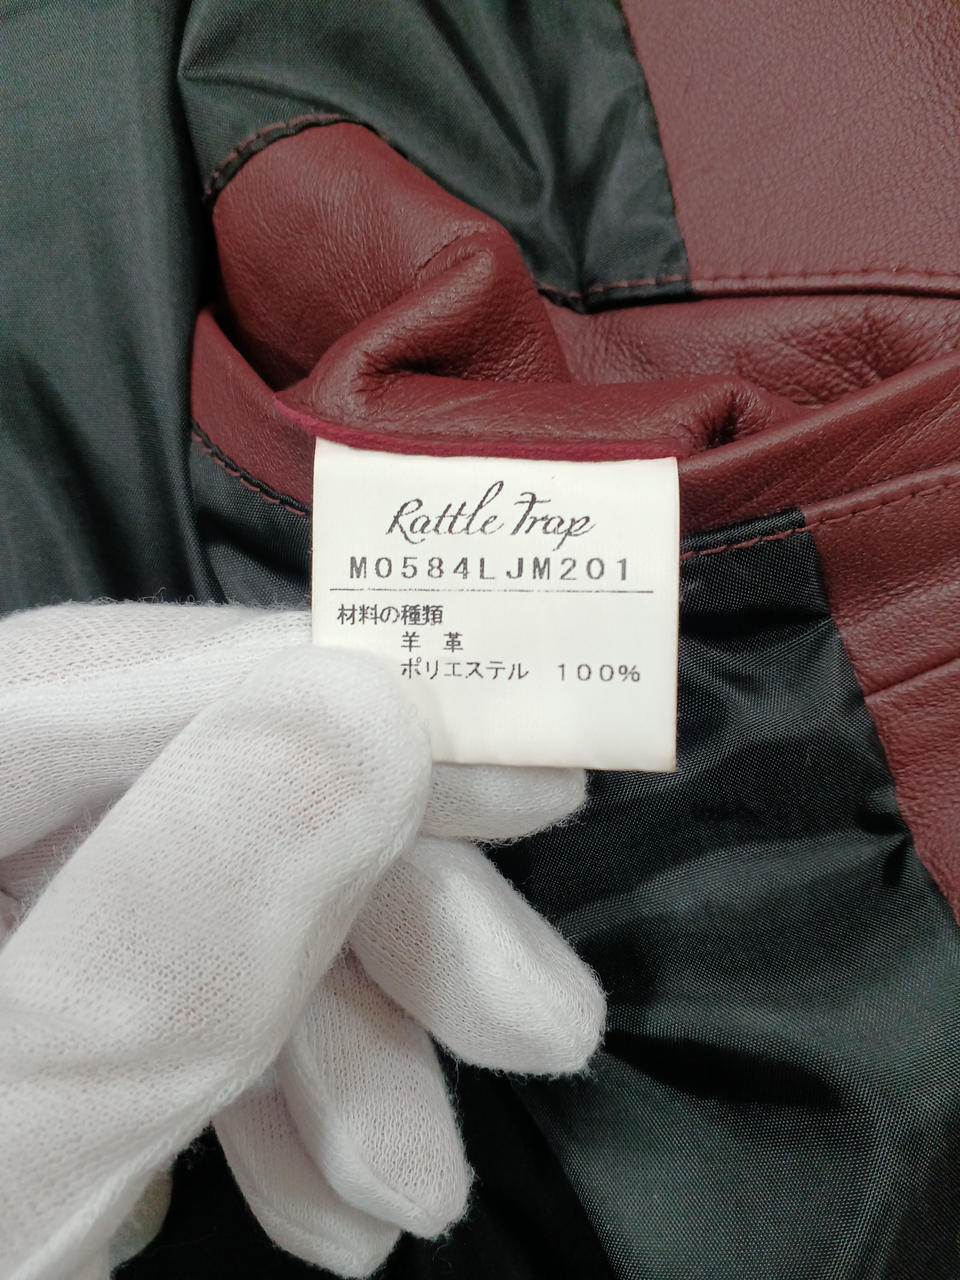 Rattle Trap
M0584LJM201
材料の種類
羊 革
ポリエステル 100%